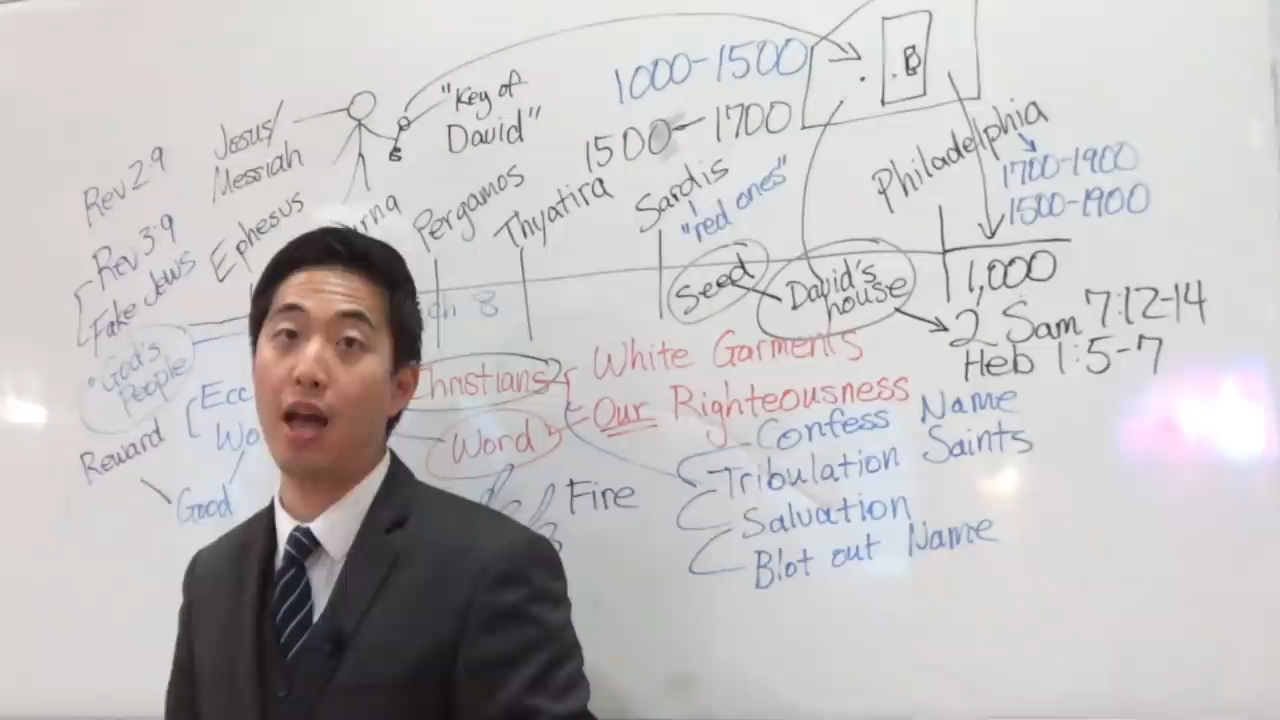 1000-1500
B
"Key of
David"
1500-1700
Jesus/
Messiah
Rev 2:9
Philadelphia
1700-1900
1500-1900
Sardis
"red ones"
Thyatira
Pergamos
Ephesus
Rev 3:9
Fake Jews
Seed
David's
house
1,000
2 Sam 7:12-14
Heb 1:5-7
God's
People
Christians
White Garments
Our Righteousness
Word
Confess Name
Tribulation Saints
Salvation
Blot out Name
Fire
Reward
Good